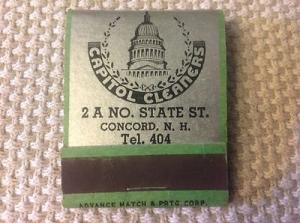 CAPITOL CLEANERS
2 A NO. STATE ST.
CONCORD, N. H.
Tel. 404
ADVANCE MATCH & PRTG. CORP.